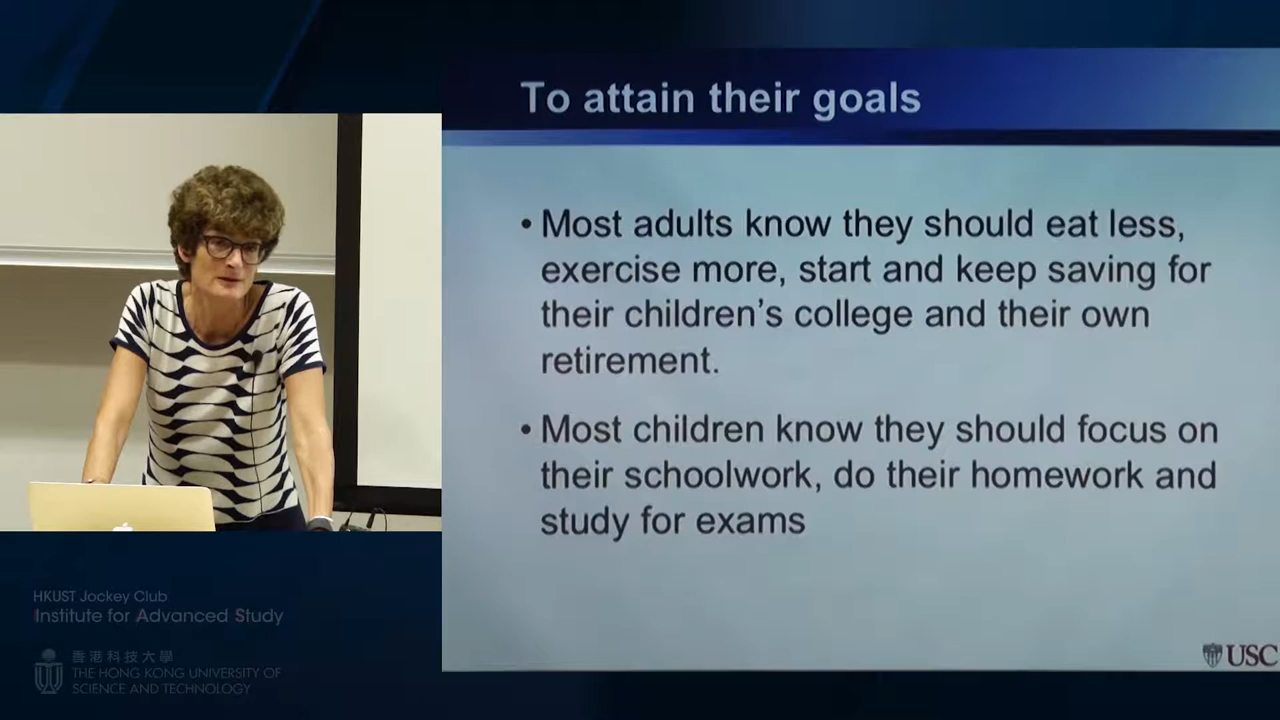 To attain their goals
• Most adults know they should eat less,
exercise more, start and keep saving for
their children’s college and their own
retirement.
• Most children know they should focus on
their schoolwork, do their homework and
study for exams
USC
HKUST Jockey Club
Institute for Advanced Study
香港科技大學
THE HONG KONG UNIVERSITY OF
SCIENCE AND TECHNOLOGY